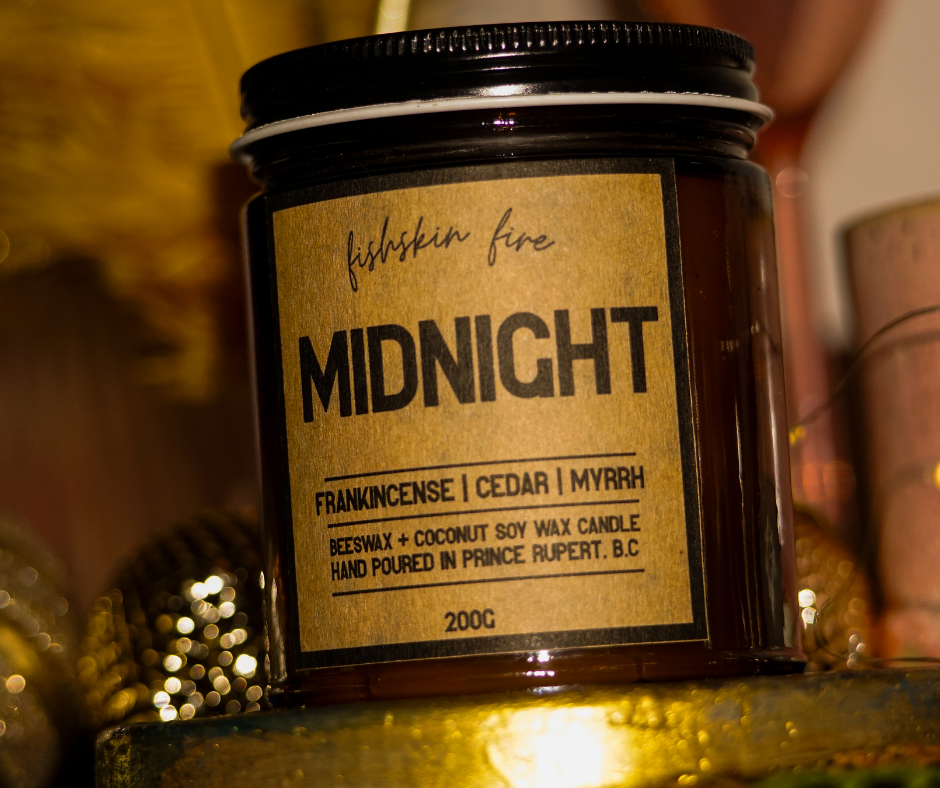 fishskin fire
MIDNIGHT
FRANKINCENSE | CEDAR | MYRRH
BEESWAX + COCONUT SOY WAX CANDLE
HAND POURED IN PRINCE RUPERT. B.C
200G